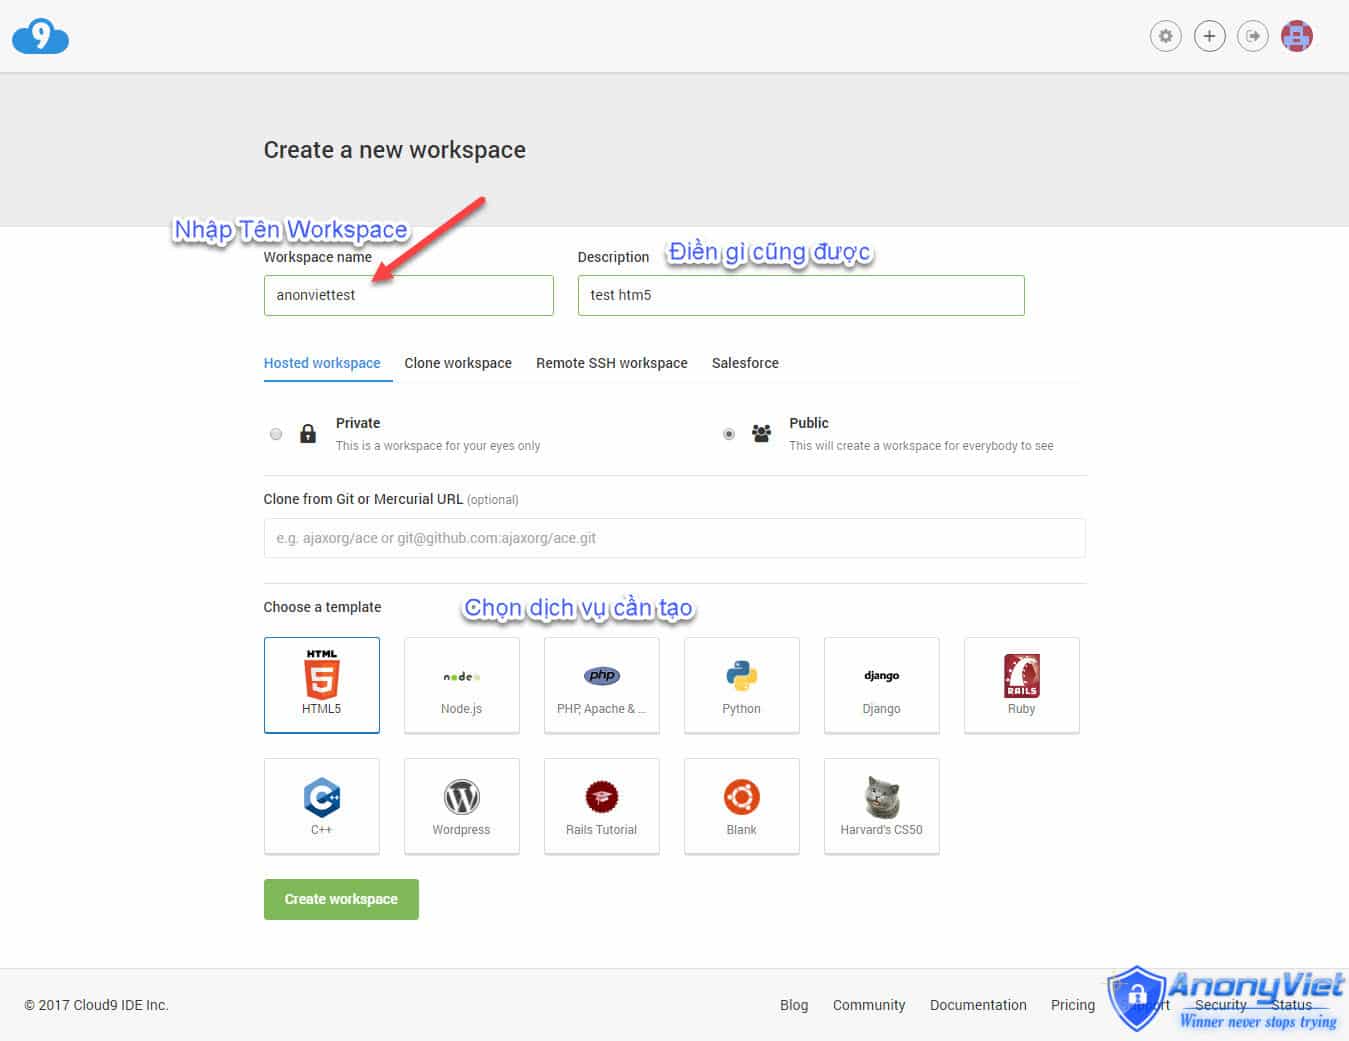 9
Create a new workspace
Nhập Tên Workspace
Workspace name
Description
Điền gì cũng được
anonviettest
test htm5
Hosted workspace
Clone workspace
Remote SSH workspace
Salesforce
Private
This is a workspace for your eyes only
Public
This will create a workspace for everybody to see
Clone from Git or Mercurial URL (optional)
e.g. ajaxorg/ace or git@github.com:ajaxorg/ace.git
Choose a template
Chọn dịch vụ cần tạo
HTML
5
HTML5
node
Node.js
php
PHP, Apache & ...
Python
django
Django
RAILS
Ruby
C++
C++
W
Wordpress
Rails Tutorial
Blank
Harvard's CS50
Create workspace
© 2017 Cloud9 IDE Inc.
Blog
Community
Documentation
Pricing
Support
Security
Status
AnonyViet
Winner never stops trying